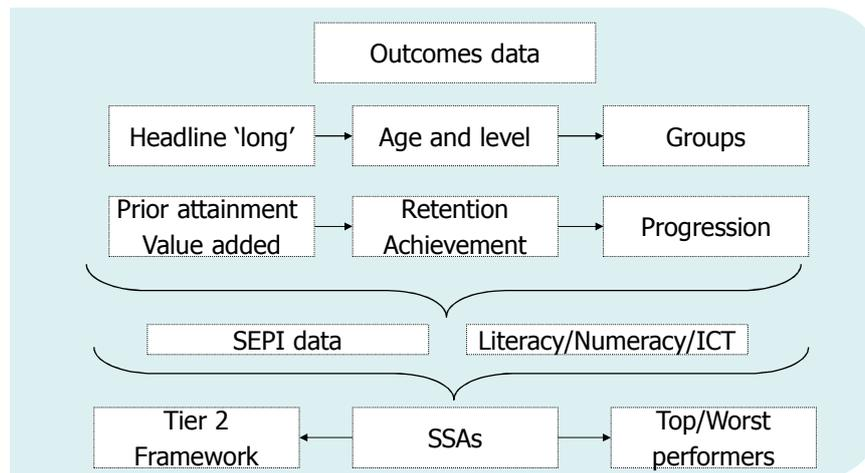 Outcomes data
Headline ‘long’
Age and level
Groups
Prior attainment
Value added
Retention
Achievement
Progression
SEPI data
Literacy/Numeracy/ICT
Tier 2
Framework
SSAs
Top/Worst
performers